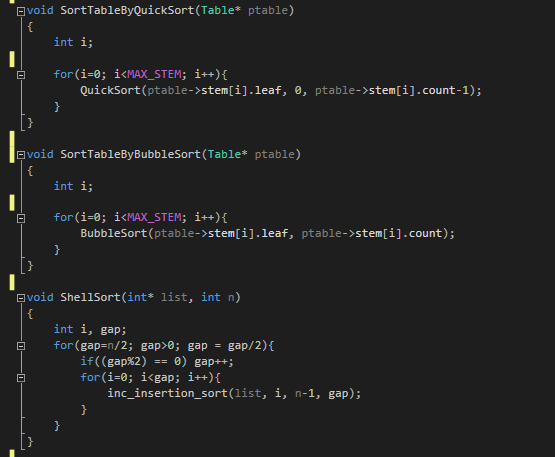 void SortTableByQuickSort(Table* ptable)
{
    int i;

    for(i=0; i<MAX_STEM; i++){
        QuickSort(ptable->stem[i].leaf, 0, ptable->stem[i].count-1);
    }
}

void SortTableByBubbleSort(Table* ptable)
{
    int i;

    for(i=0; i<MAX_STEM; i++){
        BubbleSort(ptable->stem[i].leaf, ptable->stem[i].count);
    }
}

void ShellSort(int* list, int n)
{
    int i, gap;
    for(gap=n/2; gap>0; gap = gap/2){
        if((gap%2) == 0) gap++;
        for(i=0; i<gap; i++){
            inc_insertion_sort(list, i, n-1, gap);
        }
    }
}